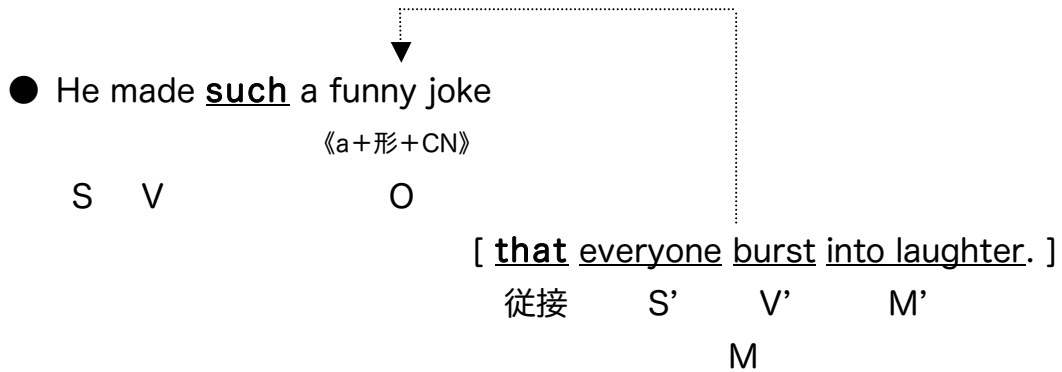 ● He made such a funny joke
《a＋形＋CN》
S V O
[ that everyone burst into laughter. ]
従接 S’ V’ M’
M